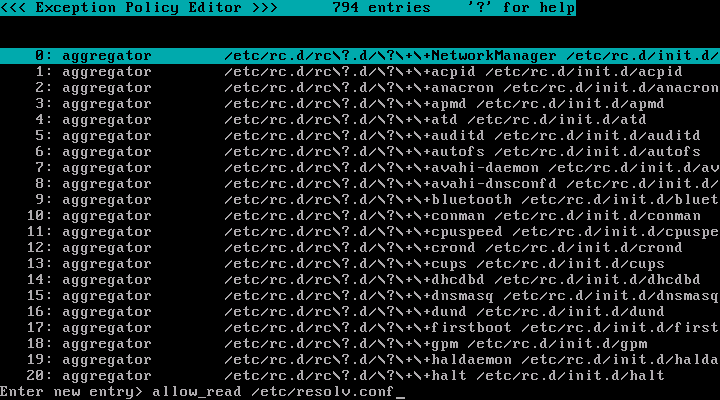 <<< Exception Policy Editor >>>      794 entries    '?' for help
0: aggregator         /etc/rc.d/rc\?.d/\?\+\+NetworkManager /etc/rc.d/init.d/
1: aggregator         /etc/rc.d/rc\?.d/\?\+\+acpid /etc/rc.d/init.d/acpid
2: aggregator         /etc/rc.d/rc\?.d/\?\+\+anacron /etc/rc.d/init.d/anacron
3: aggregator         /etc/rc.d/rc\?.d/\?\+\+apmd /etc/rc.d/init.d/apmd
4: aggregator         /etc/rc.d/rc\?.d/\?\+\+atd /etc/rc.d/init.d/atd
5: aggregator         /etc/rc.d/rc\?.d/\?\+\+auditd /etc/rc.d/init.d/auditd
6: aggregator         /etc/rc.d/rc\?.d/\?\+\+autofs /etc/rc.d/init.d/autofs
7: aggregator         /etc/rc.d/rc\?.d/\?\+\+avahi-daemon /etc/rc.d/init.d/av
8: aggregator         /etc/rc.d/rc\?.d/\?\+\+avahi-dnsconfd /etc/rc.d/init.d/
9: aggregator         /etc/rc.d/rc\?.d/\?\+\+bluetooth /etc/rc.d/init.d/bluet
10: aggregator         /etc/rc.d/rc\?.d/\?\+\+conman /etc/rc.d/init.d/conman
11: aggregator         /etc/rc.d/rc\?.d/\?\+\+cpuspeed /etc/rc.d/init.d/cpuspe
12: aggregator         /etc/rc.d/rc\?.d/\?\+\+crond /etc/rc.d/init.d/crond
13: aggregator         /etc/rc.d/rc\?.d/\?\+\+cups /etc/rc.d/init.d/cups
14: aggregator         /etc/rc.d/rc\?.d/\?\+\+dhcdbd /etc/rc.d/init.d/dhcdbd
15: aggregator         /etc/rc.d/rc\?.d/\?\+\+dnsmasq /etc/rc.d/init.d/dnsmasq
16: aggregator         /etc/rc.d/rc\?.d/\?\+\+dund /etc/rc.d/init.d/dund
17: aggregator         /etc/rc.d/rc\?.d/\?\+\+firstboot /etc/rc.d/init.d/first
18: aggregator         /etc/rc.d/rc\?.d/\?\+\+gpm /etc/rc.d/init.d/gpm
19: aggregator         /etc/rc.d/rc\?.d/\?\+\+haldaemon /etc/rc.d/init.d/halda
20: aggregator         /etc/rc.d/rc\?.d/\?\+\+halt /etc/rc.d/init.d/halt
Enter new entry> allow_read /etc/resolv.conf_